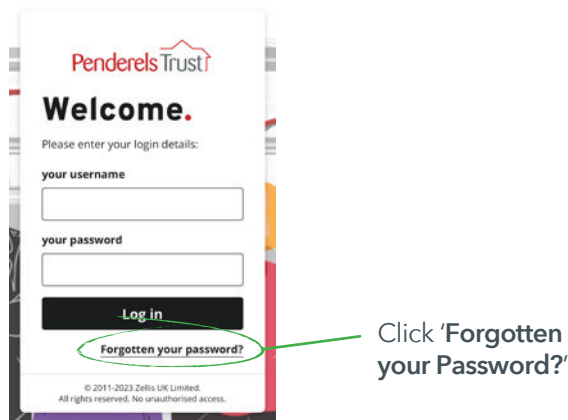 Penderels Trust
Welcome.
Please enter your login details:
your username
your password
Log in
Forgotten your password?
© 2011-2023 Zellis UK Limited.
All rights reserved. No unauthorised access.
Click ‘Forgotten
your Password?’